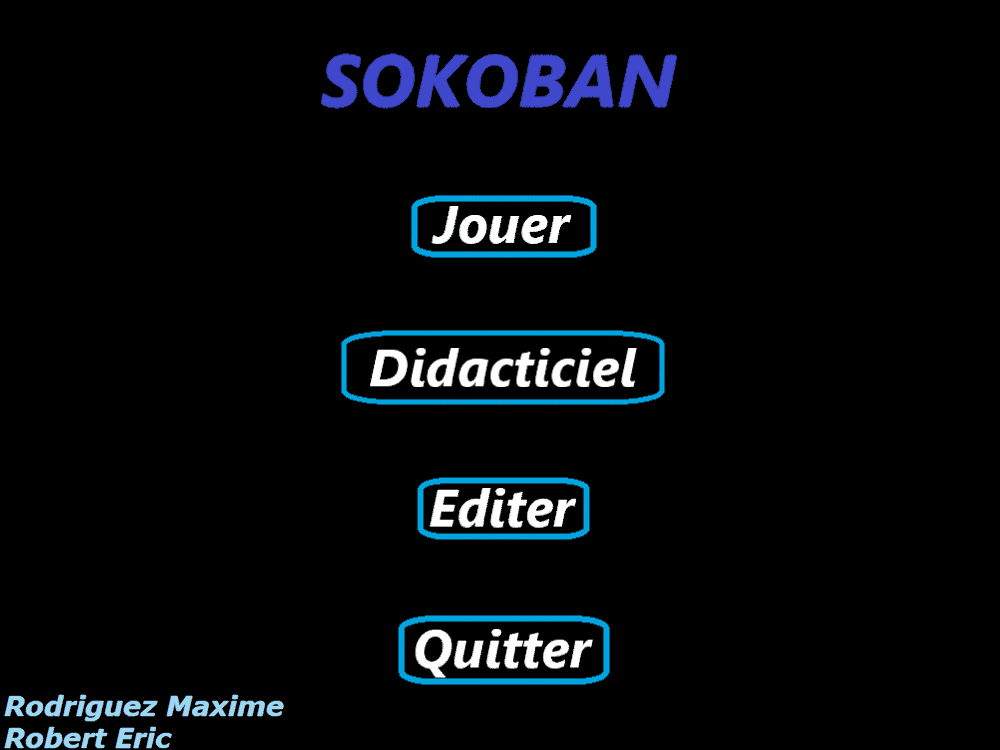 SOKOBAN
Jouer
Didacticiel
Editer
Quitter
Rodriguez Maxime
Robert Eric